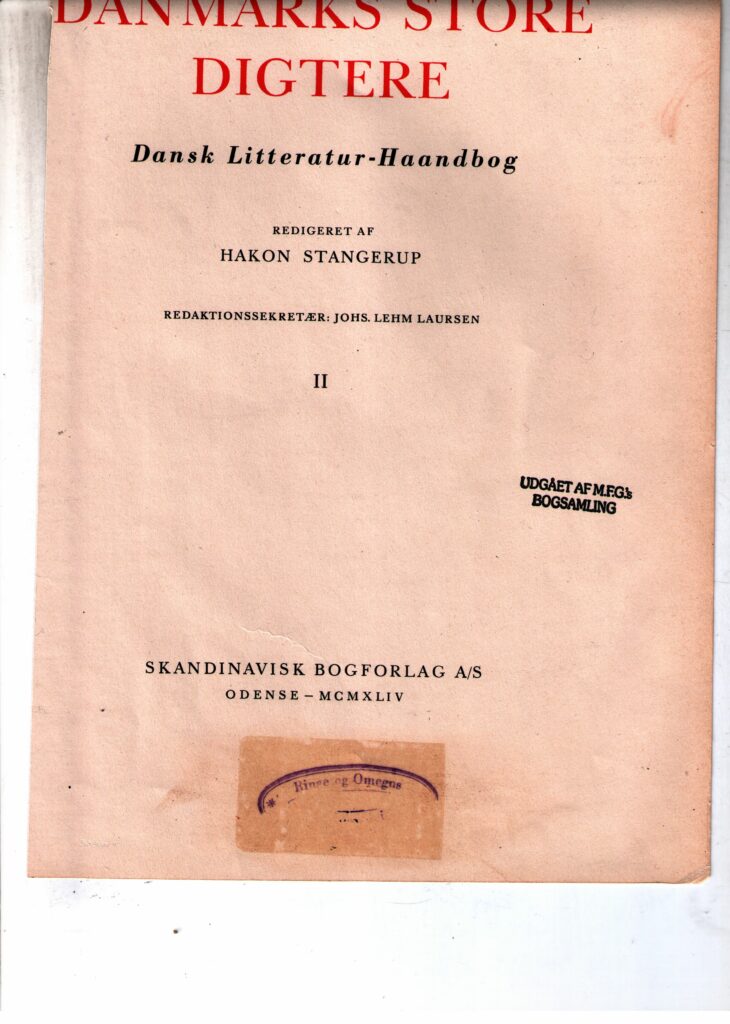 DANMARKS STORE
DIGTERE
Dansk Litteratur-Haandbog
REDIGERET AF
HAKON STANGERUP
REDAKTIONSSEKRETÆR: JOHS. LEHM LAURSEN
II
UDGÅET AF M.F.G.'s
BOGSAMLING
SKANDINAVISK BOGFORLAG A/S
ODENSE – MCMXLIV
og Omegns